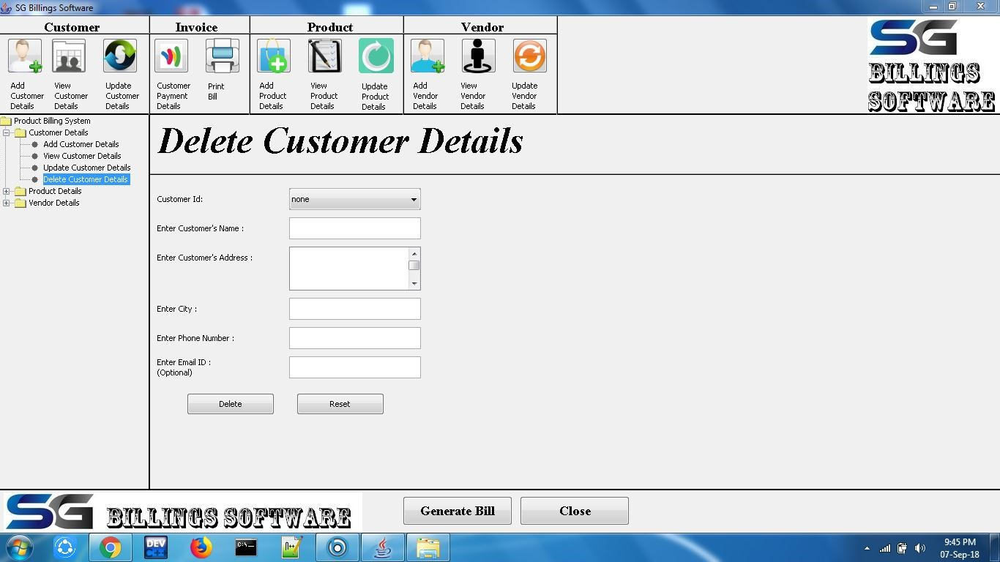 SG Billings Software
Customer
Invoice
Product
Vendor
Add
Customer
Details
View
Customer
Details
Update
Customer
Details
Customer
Payment
Details
Print
Bill
Add
Product
Details
View
Product
Details
Update
Product
Details
Add
Vendor
Details
View
Vendor
Details
Update
Vendor
Details
SG
BILLINGS
SOFTWARE
Product Billing System
Customer Details
Add Customer Details
View Customer Details
Update Customer Details
Delete Customer Details
Product Details
Vendor Details
Delete Customer Details
Customer Id:
none
Enter Customer's Name :
Enter Customer's Address :
Enter City :
Enter Phone Number :
Enter Email ID :
(Optional)
Delete
Reset
SG BILLINGS SOFTWARE
Generate Bill
Close
DEV
C++
C:\
n++
9:45 PM
07-Sep-18